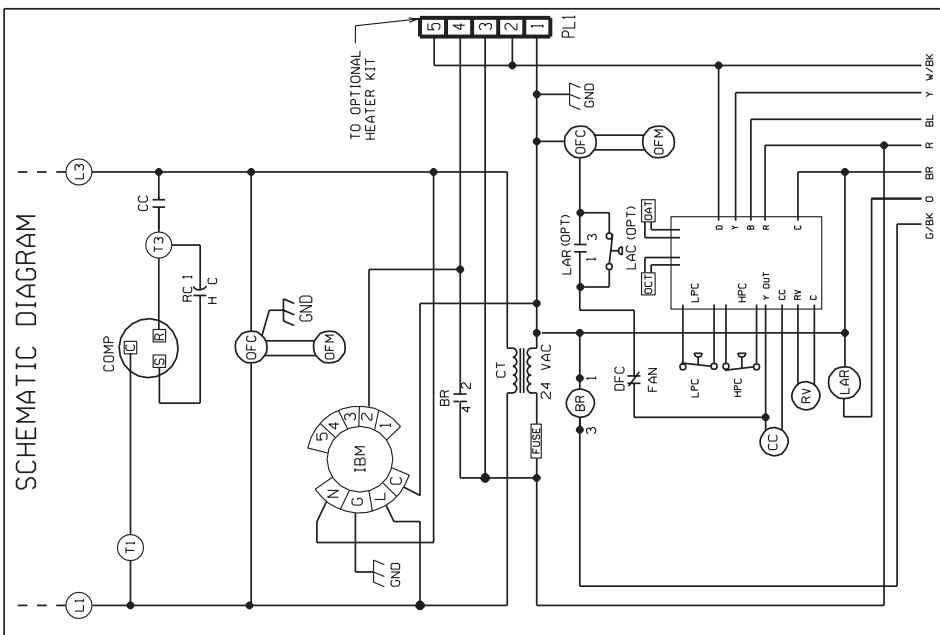 SCHEMATIC DIAGRAM
L1
L3
T1
COMP
C
S
R
T3
CC
RC 1
H C
OFC
GND
OFM
TO OPTIONAL
HEATER KIT
5
4
3
2
1
PL1
IBM
5
4
3
2
1
N
G
L
C
GND
BR
4 2
CT
24 VAC
FUSE
GND
OFC
OFM
BR
3 1
LAR (OPT)
1 3
LAC (OPT)
DFC
FAN
OCT
OAT
LPC
HPC
Y OUT
CC
RV
C
D
Y
B
R
C
LPC
HPC
CC
RV
LAR
W/BK
Y
BL
R
BR
O
G/BK